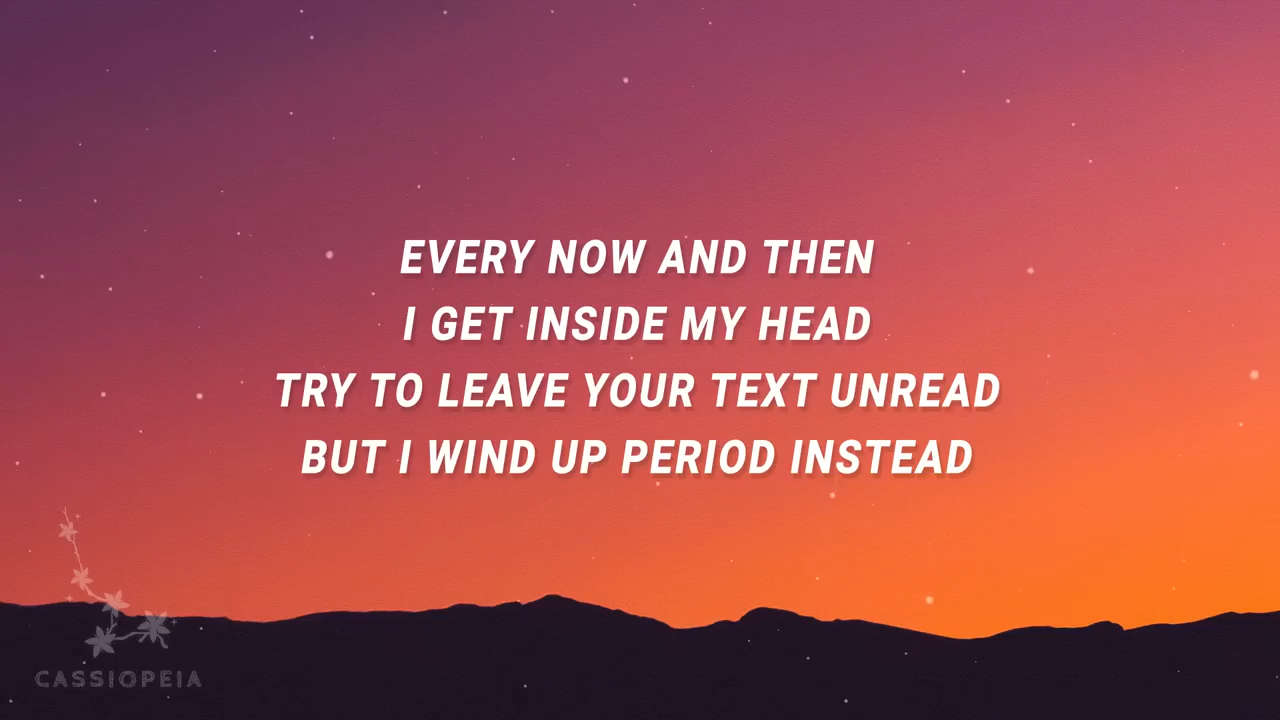 EVERY NOW AND THEN
I GET INSIDE MY HEAD
TRY TO LEAVE YOUR TEXT UNREAD
BUT I WIND UP PERIOD INSTEAD
CASSIOPEIA